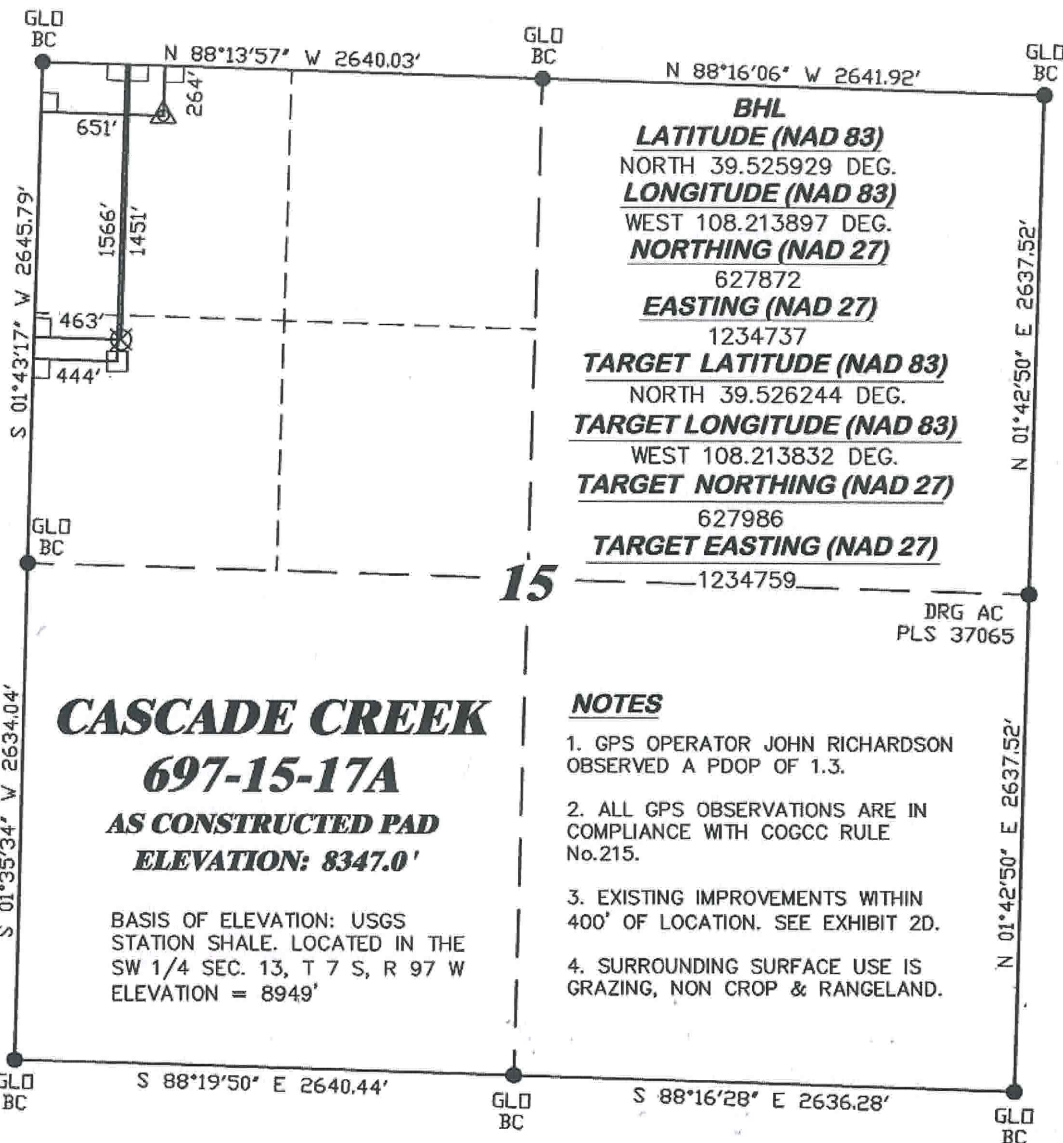 GLO
BC
N 88°13'57" W 2640.03'
GLO
BC
N 88°16'06" W 2641.92'
GLO
BC
264'
651'
1566'
1451'
463'
444'
S 01°43'17" W 2645.79'
BHL
LATITUDE (NAD 83)
NORTH 39.525929 DEG.
LONGITUDE (NAD 83)
WEST 108.213897 DEG.
NORTHING (NAD 27)
627872
EASTING (NAD 27)
1234737
TARGET LATITUDE (NAD 83)
NORTH 39.526244 DEG.
TARGET LONGITUDE (NAD 83)
WEST 108.213832 DEG.
TARGET NORTHING (NAD 27)
627986
TARGET EASTING (NAD 27)
1234759
N 01°42'50" E 2637.52'
GLO
BC
15
DRG AC
PLS 37065
S 01°35'34" W 2634.04'
CASCADE CREEK
697-15-17A
AS CONSTRUCTED PAD
ELEVATION: 8347.0'
BASIS OF ELEVATION: USGS
STATION SHALE. LOCATED IN THE
SW 1/4 SEC. 13, T 7 S, R 97 W
ELEVATION = 8949'
NOTES
1. GPS OPERATOR JOHN RICHARDSON
OBSERVED A PDOP OF 1.3.
2. ALL GPS OBSERVATIONS ARE IN
COMPLIANCE WITH COGCC RULE
No.215.
3. EXISTING IMPROVEMENTS WITHIN
400' OF LOCATION. SEE EXHIBIT 2D.
4. SURROUNDING SURFACE USE IS
GRAZING, NON CROP & RANGELAND.
N 01°42'50" E 2637.52'
GLO
BC
S 88°19'50" E 2640.44'
GLO
BC
S 88°16'28" E 2636.28'
GLO
BC